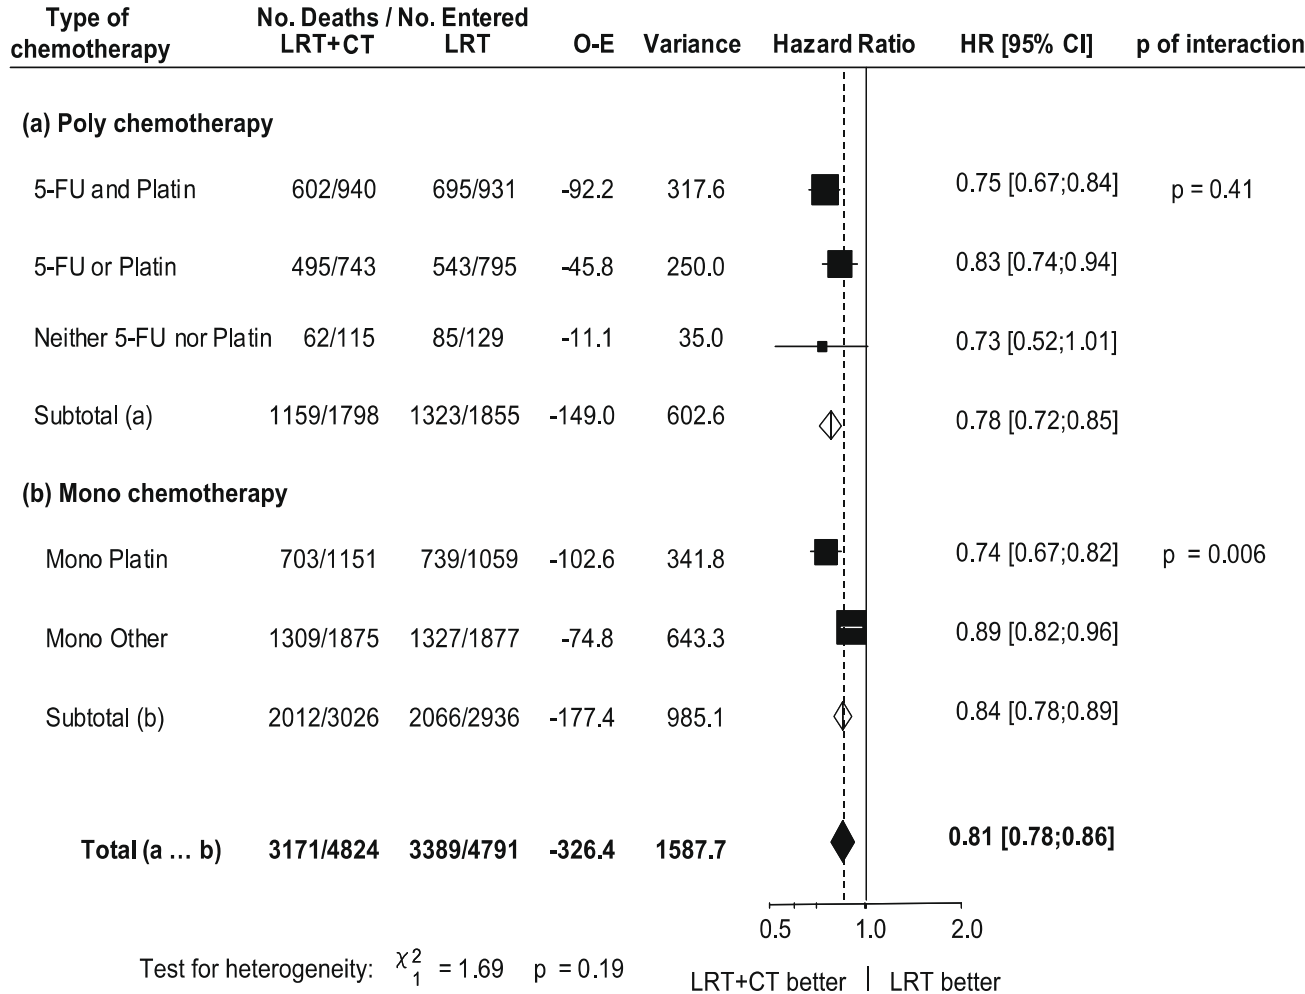 Type of chemotherapy No. Deaths / No. Entered
LRT+CT LRT O-E Variance Hazard Ratio HR [95% CI] p of interaction
(a) Poly chemotherapy
5-FU and Platin 602/940 695/931 -92.2 317.6 0.75 [0.67;0.84] p = 0.41
5-FU or Platin 495/743 543/795 -45.8 250.0 0.83 [0.74;0.94]
Neither 5-FU nor Platin 62/115 85/129 -11.1 35.0 0.73 [0.52;1.01]
Subtotal (a) 1159/1798 1323/1855 -149.0 602.6 0.78 [0.72;0.85]
(b) Mono chemotherapy
Mono Platin 703/1151 739/1059 -102.6 341.8 0.74 [0.67;0.82] p = 0.006
Mono Other 1309/1875 1327/1877 -74.8 643.3 0.89 [0.82;0.96]
Subtotal (b) 2012/3026 2066/2936 -177.4 985.1 0.84 [0.78;0.89]
Total (a ... b) 3171/4824 3389/4791 -326.4 1587.7 0.81 [0.78;0.86]
0.5 1.0 2.0
Test for heterogeneity: χ²₁ = 1.69 p = 0.19
LRT+CT better | LRT better